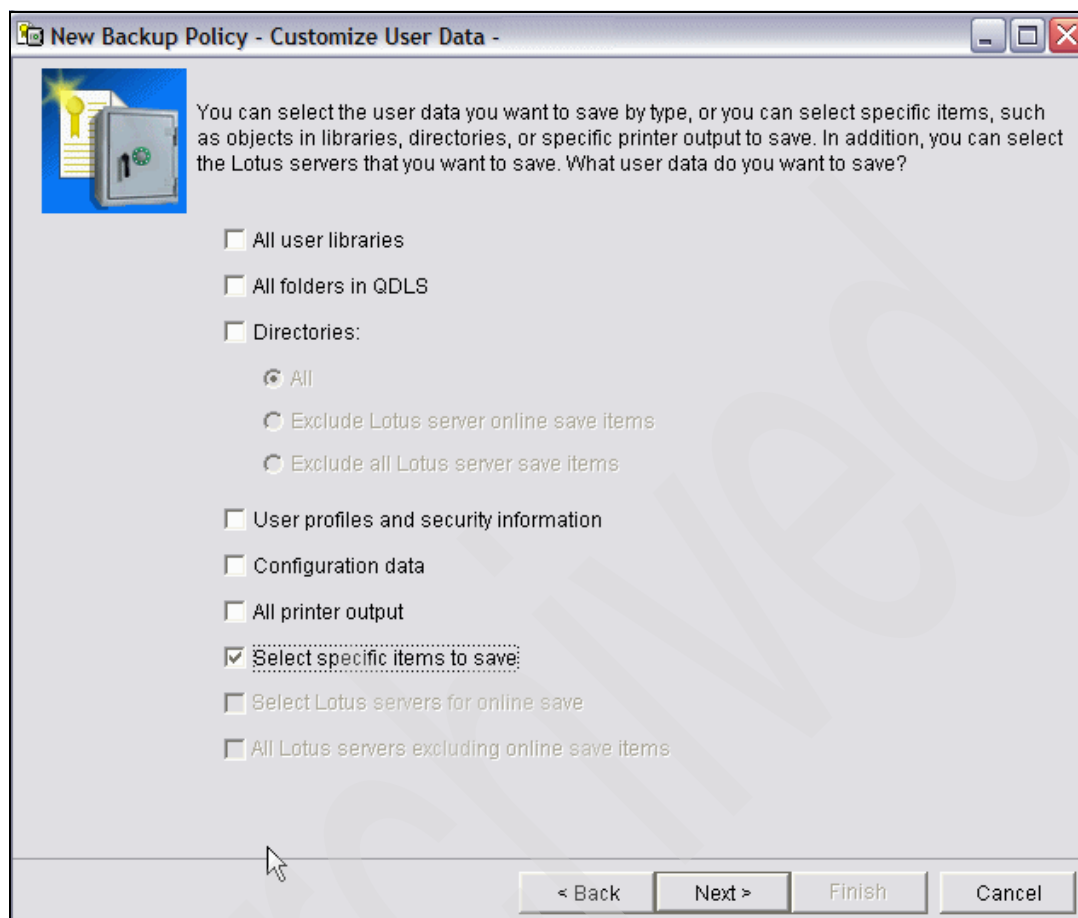 New Backup Policy - Customize User Data -
You can select the user data you want to save by type, or you can select specific items, such
as objects in libraries, directories, or specific printer output to save. In addition, you can select
the Lotus servers that you want to save. What user data do you want to save?
All user libraries
All folders in QDLS
Directories:
All
Exclude Lotus server online save items
Exclude all Lotus server save items
User profiles and security information
Configuration data
All printer output
Select specific items to save
Select Lotus servers for online save
All Lotus servers excluding online save items
< Back
Next >
Finish
Cancel